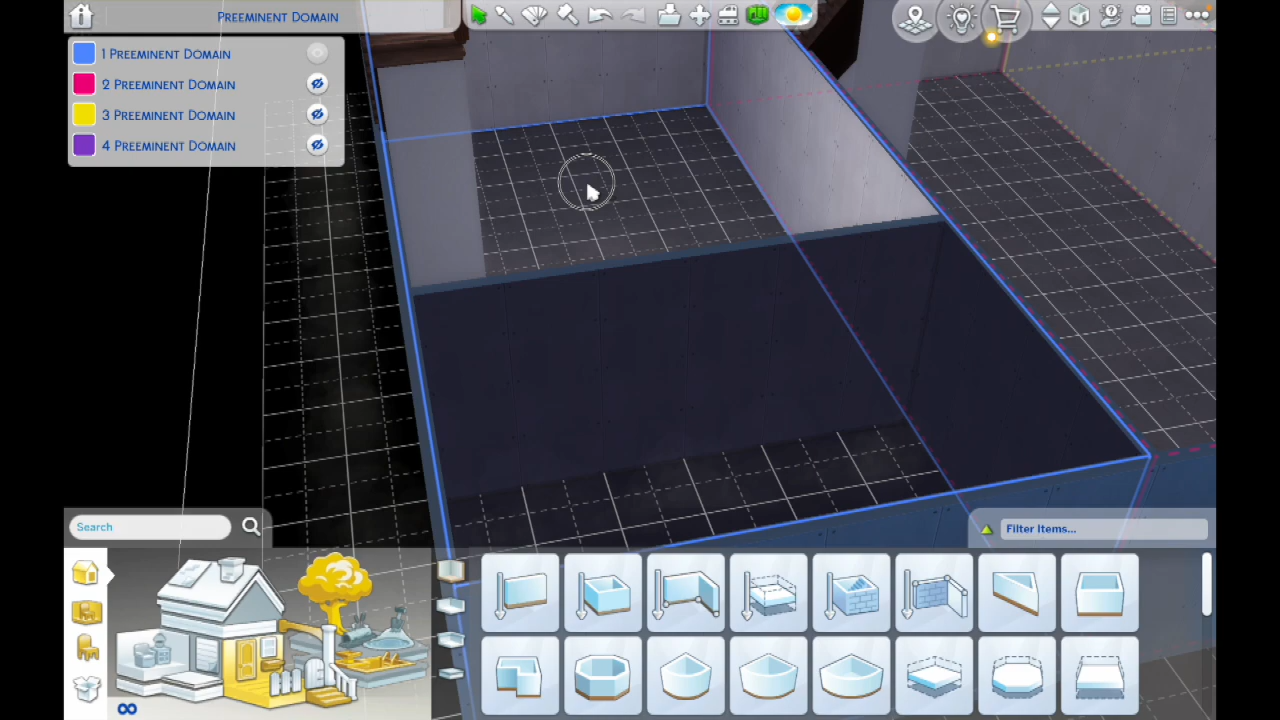 PREEMINENT DOMAIN
1 PREEMINENT DOMAIN
2 PREEMINENT DOMAIN
3 PREEMINENT DOMAIN
4 PREEMINENT DOMAIN
Search
Filter Items...